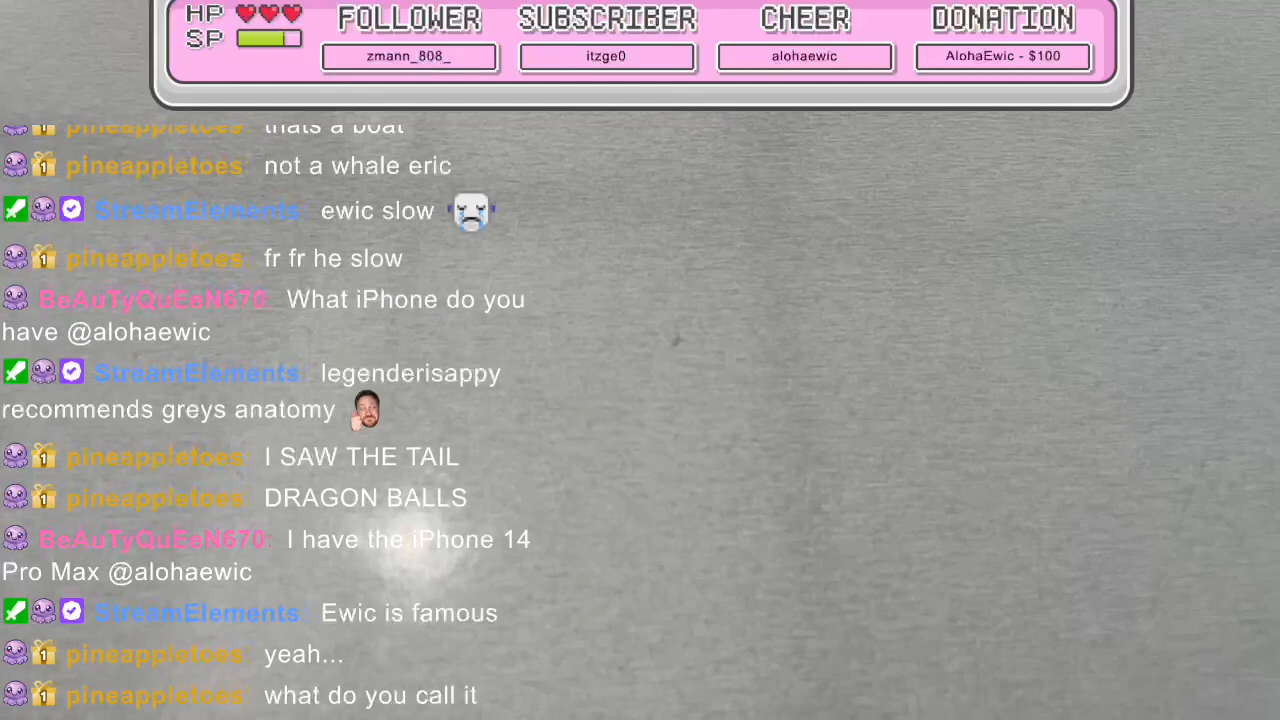 HP FOLLOWER SUBSCRIBER CHEER DONATION
SP zmann_808_ itzge0 alohaewic AlohaEwic - $100
pineappletoes: thats a boat
pineappletoes: not a whale eric
StreamElements: ewic slow
pineappletoes: fr fr he slow
BeAuTyQuEeN670: What iPhone do you
have @alohaewic
StreamElements: legenderisappy
recommends greys anatomy
pineappletoes: I SAW THE TAIL
pineappletoes: DRAGON BALLS
BeAuTyQuEeN670: I have the iPhone 14
Pro Max @alohaewic
StreamElements: Ewic is famous
pineappletoes: yeah...
pineappletoes: what do you call it